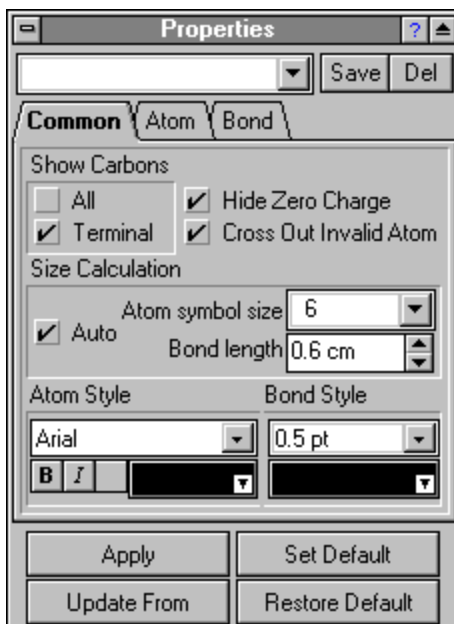 Properties ?
Save Del
Common Atom Bond
Show Carbons
All Hide Zero Charge
Terminal Cross Out Invalid Atom
Size Calculation
Auto Atom symbol size 6
Bond length 0.6 cm
Atom Style Bond Style
Arial 0.5 pt
B I
Apply Set Default
Update From Restore Default